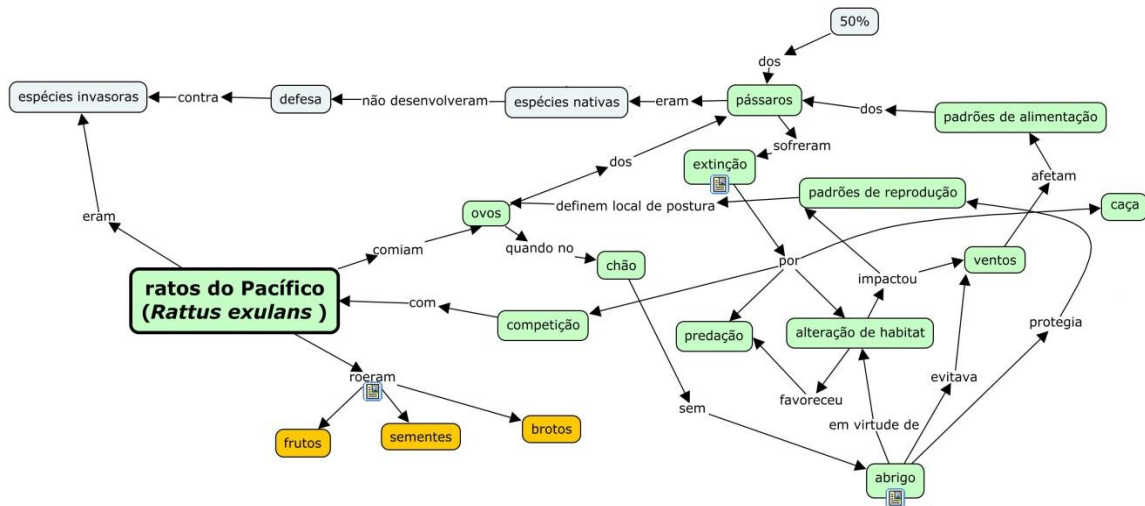 50%
dos
espécies invasoras
contra
defesa
não desenvolveram
espécies nativas
eram
pássaros
dos
padrões de alimentação
sofreram
dos
extinção
afetam
padrões de reprodução
caça
ovos
definem local de postura
eram
comiam
quando no
chão
por
impactou
ventos
ratos do Pacífico
(Rattus exulans )
com
competição
predação
alteração de habitat
protegia
roeram
favoreceu
evitava
sem
em virtude de
frutos
sementes
brotos
abrigo